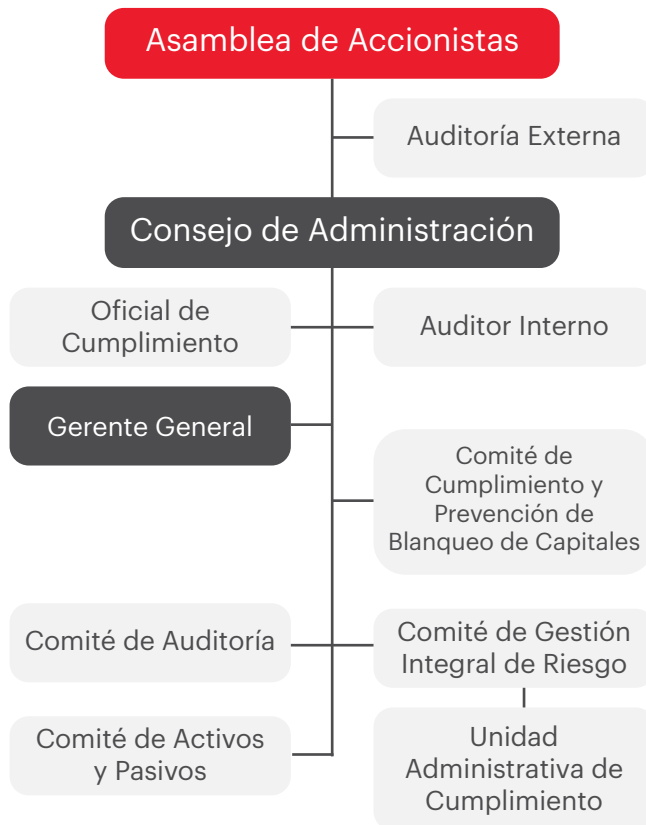 Asamblea de Accionistas
Auditoría Externa
Consejo de Administración
Oficial de
Cumplimiento
Auditor Interno
Gerente General
Comité de
Cumplimiento y
Prevención de
Blanqueo de Capitales
Comité de Auditoría
Comité de Gestión
Integral de Riesgo
Comité de Activos
y Pasivos
Unidad
Administrativa de
Cumplimiento